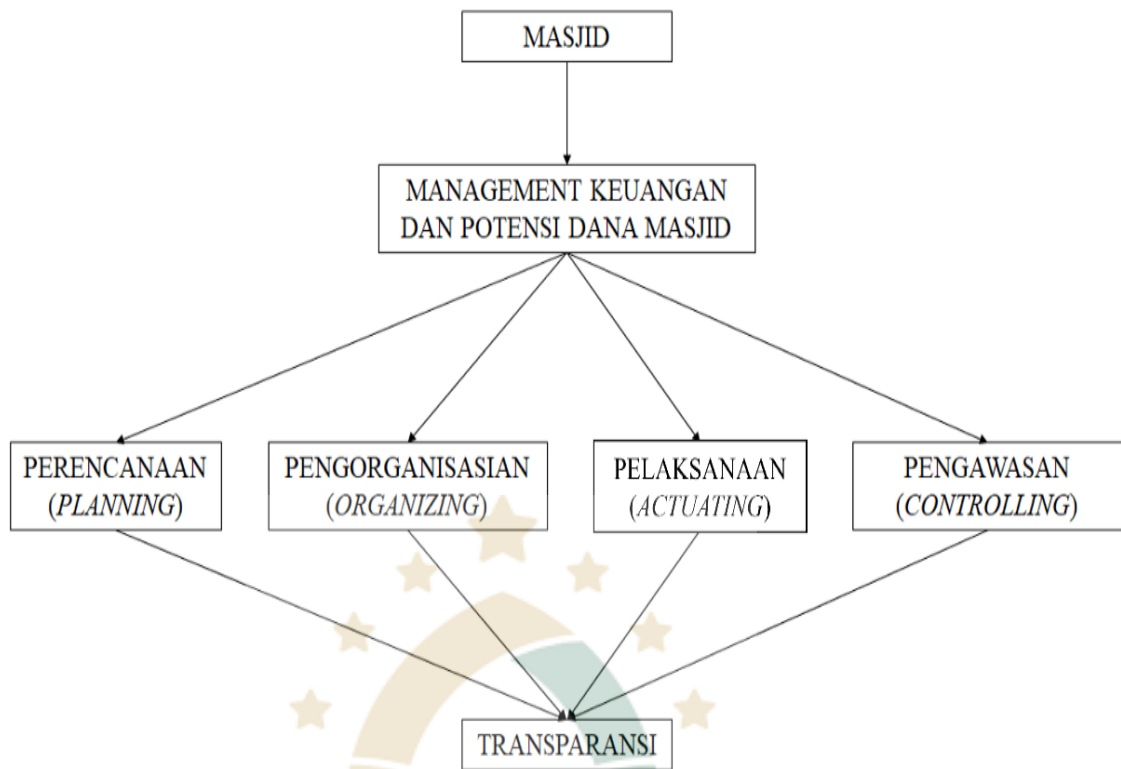 MASJID
MANAGEMENT KEUANGAN
DAN POTENSI DANA MASJID
PERENCANAAN
(PLANNING)
PENGORGANISASIAN
(ORGANIZING)
PELAKSANAAN
(ACTUATING)
PENGAWASAN
(CONTROLLING)
TRANSPARANSI